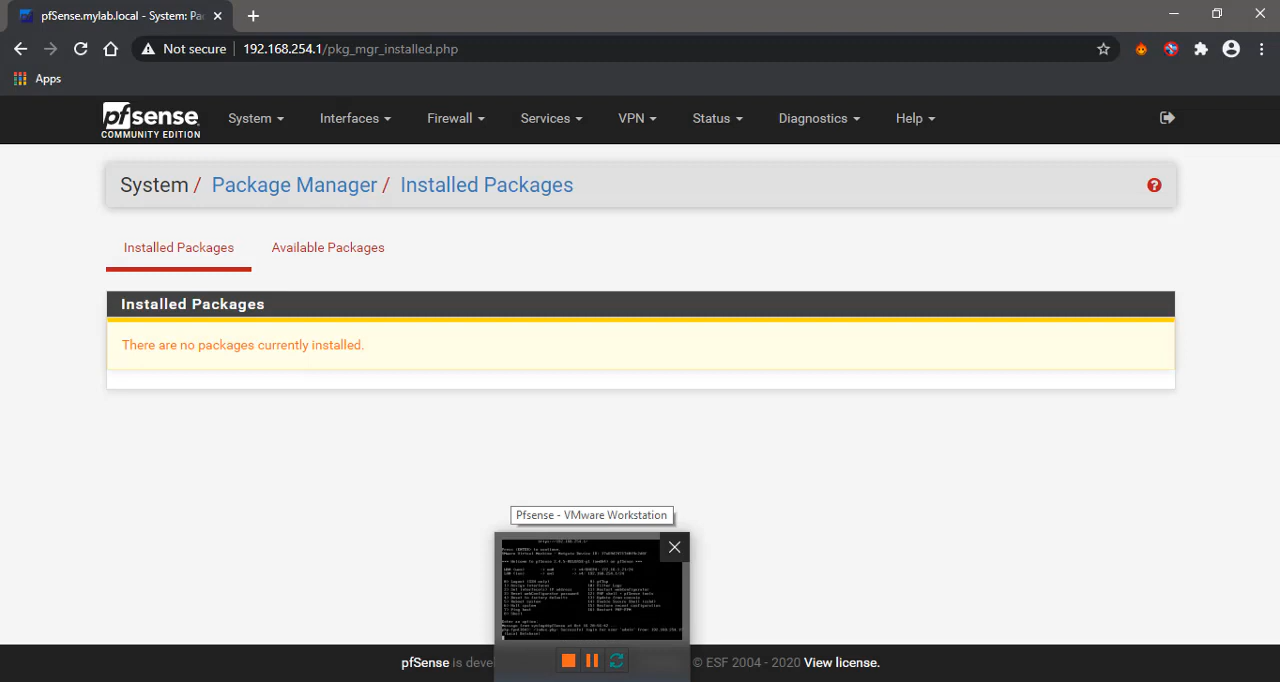 pfSense.mylab.local - System: Pa
Not secure
192.168.254.1/pkg_mgr_installed.php
Apps
pfsense
COMMUNITY EDITION
System
Interfaces
Firewall
Services
VPN
Status
Diagnostics
Help
System / Package Manager / Installed Packages
Installed Packages
Available Packages
Installed Packages
There are no packages currently installed.
Pfsense - VMware Workstation
pfSense is deve
© ESF 2004 - 2020 View license.